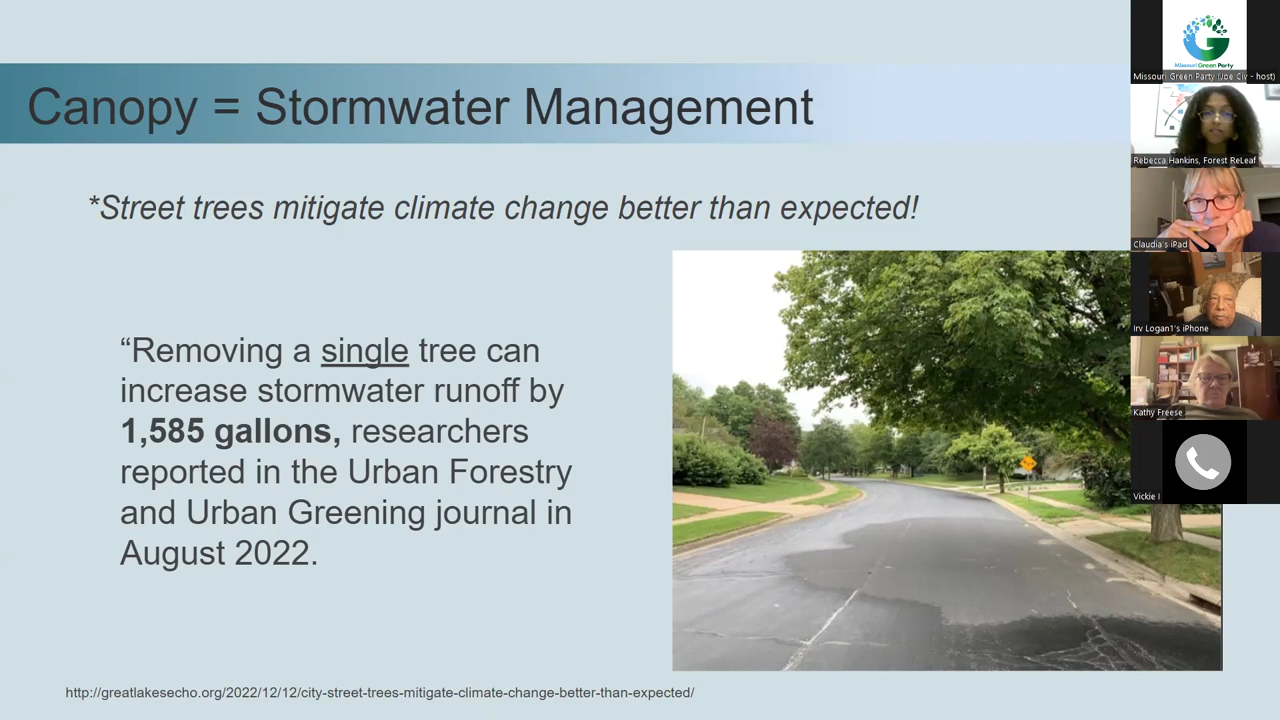 Canopy = Stormwater Management
*Street trees mitigate climate change better than expected!
“Removing a single tree can
increase stormwater runoff by
1,585 gallons, researchers
reported in the Urban Forestry
and Urban Greening journal in
August 2022.
http://greatlakesecho.org/2022/12/12/city-street-trees-mitigate-climate-change-better-than-expected/
Missouri Green Party
Missouri Green Party (Joe Civ - host)
Rebecca Hankins, Forest ReLeaf
Claudia's iPad
Irv Logan1's iPhone
Kathy Freese
Vickie I